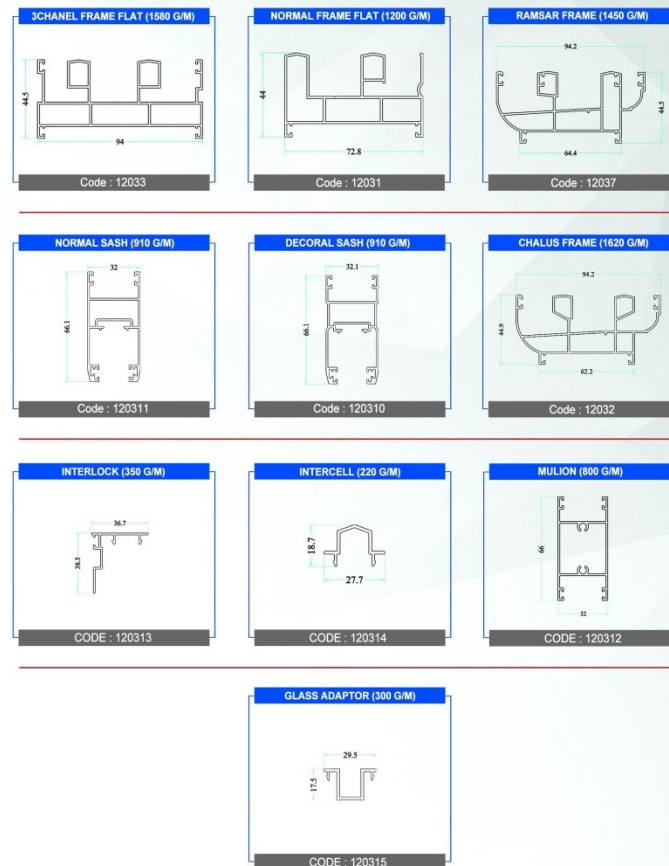 3CHANEL FRAME FLAT (1580 G/M)
44.5
94
Code : 12033
NORMAL FRAME FLAT (1200 G/M)
44
72.8
Code : 12031
RAMSAR FRAME (1450 G/M)
94.2
44.5
64.4
Code : 12037
NORMAL SASH (910 G/M)
32
66.1
Code : 120311
DECORAL SASH (910 G/M)
32.1
66.1
Code : 120310
CHALUS FRAME (1620 G/M)
94.2
44.9
62.2
Code : 12032
INTERLOCK (350 G/M)
36.7
38.5
CODE : 120313
INTERCELL (220 G/M)
18.7
27.7
CODE : 120314
MULION (800 G/M)
66
32
CODE : 120312
GLASS ADAPTOR (300 G/M)
29.5
17.5
CODE : 120315